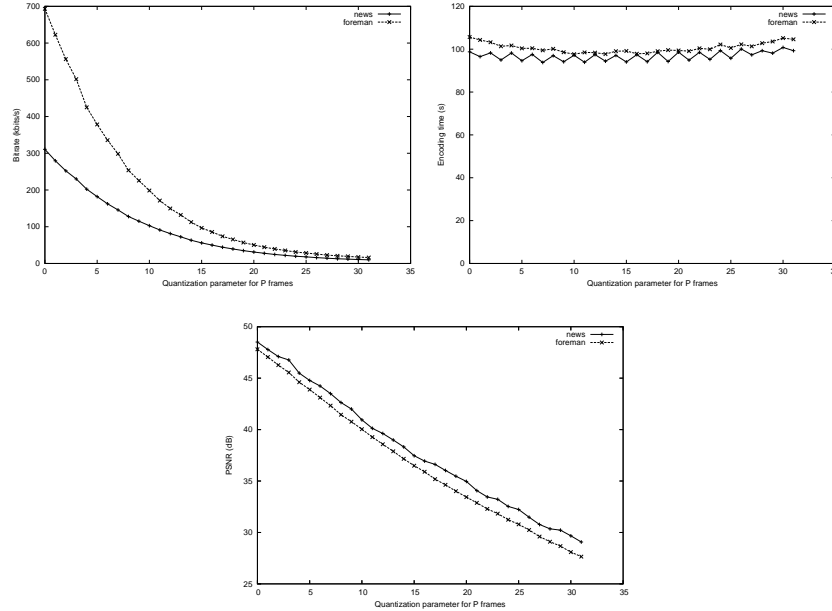 700
600
500
400
300
200
100
0
0 5 10 15 20 25 30 35
Bitrate (kbits/s)
Quantization parameter for P frames
news
foreman
120
100
80
60
40
20
0
0 5 10 15 20 25 30 35
Encoding time (s)
Quantization parameter for P frames
news
foreman
50
45
40
35
30
25
0 5 10 15 20 25 30 35
PSNR (dB)
Quantization parameter for P frames
news
foreman